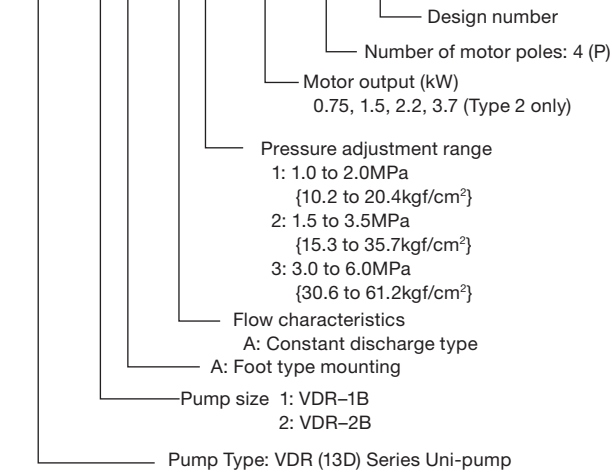 Design number
Number of motor poles: 4 (P)
Motor output (kW)
0.75, 1.5, 2.2, 3.7 (Type 2 only)
Pressure adjustment range
1: 1.0 to 2.0MPa
{10.2 to 20.4kgf/cm²}
2: 1.5 to 3.5MPa
{15.3 to 35.7kgf/cm²}
3: 3.0 to 6.0MPa
{30.6 to 61.2kgf/cm²}
Flow characteristics
A: Constant discharge type
A: Foot type mounting
Pump size 1: VDR–1B
2: VDR–2B
Pump Type: VDR (13D) Series Uni-pump